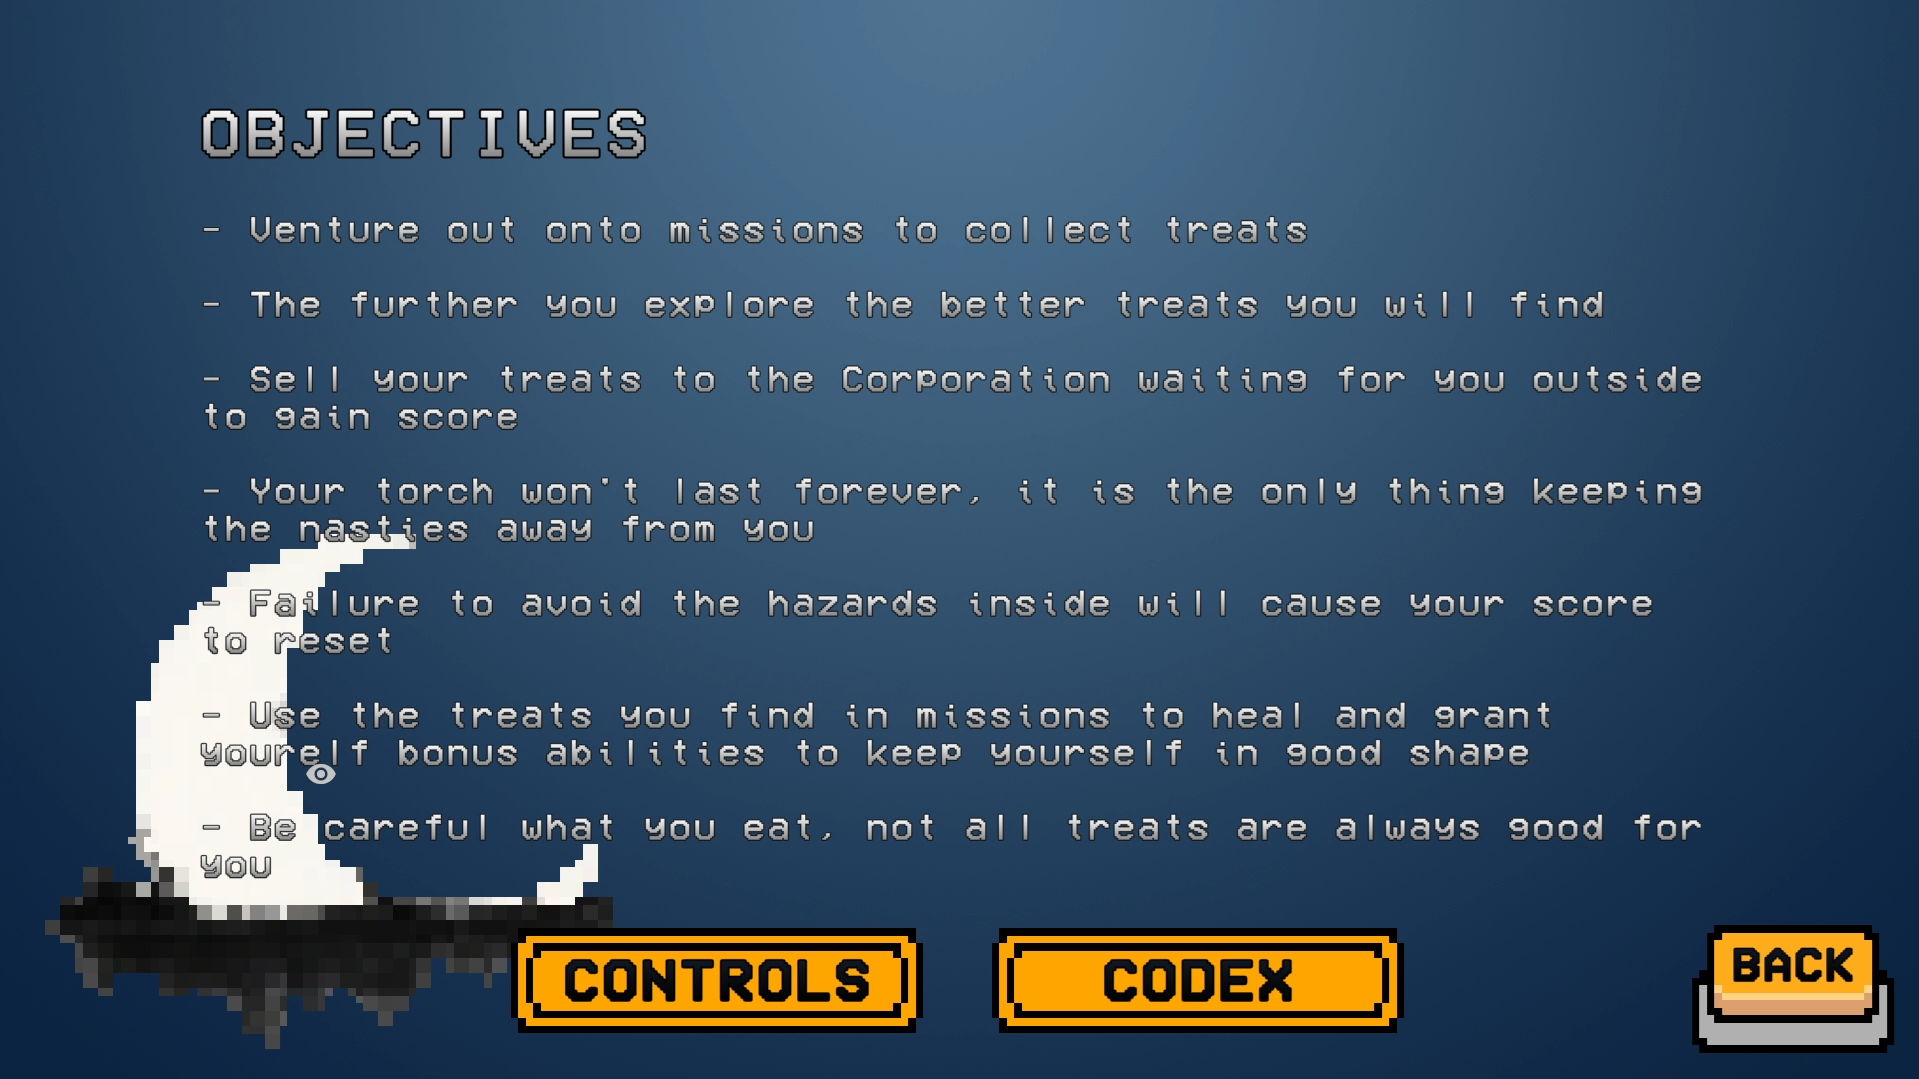 OBJECTIVES
- Venture out onto missions to collect treats
- The further you explore the better treats you will find
- Sell your treats to the Corporation waiting for you outside
to gain score
- Your torch won't last forever, it is the only thing keeping
the nasties away from you
- Failure to avoid the hazards inside will cause your score
to reset
- Use the treats you find in missions to heal and grant
yourelf bonus abilities to keep yourself in good shape
- Be careful what you eat, not all treats are always good for
you
CONTROLS
CODEX
BACK